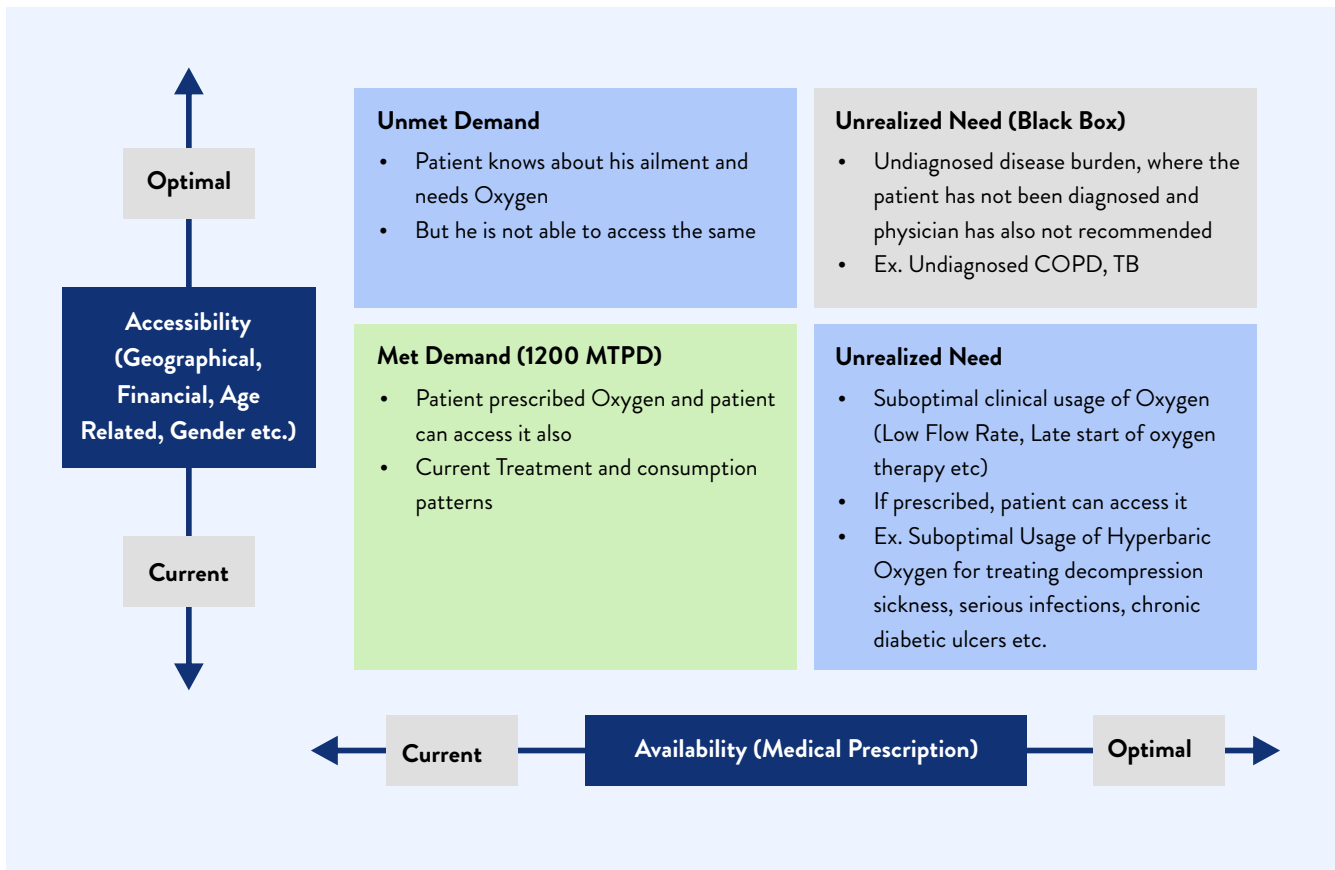 Optimal
Accessibility
(Geographical,
Financial, Age
Related, Gender etc.)
Current
Unmet Demand
• Patient knows about his ailment and
needs Oxygen
• But he is not able to access the same
Unrealized Need (Black Box)
• Undiagnosed disease burden, where the
patient has not been diagnosed and
physician has also not recommended
• Ex. Undiagnosed COPD, TB
Met Demand (1200 MTPD)
• Patient prescribed Oxygen and patient
can access it also
• Current Treatment and consumption
patterns
Unrealized Need
• Suboptimal clinical usage of Oxygen
(Low Flow Rate, Late start of oxygen
therapy etc)
• If prescribed, patient can access it
• Ex. Suboptimal Usage of Hyperbaric
Oxygen for treating decompression
sickness, serious infections, chronic
diabetic ulcers etc.
Current
Availability (Medical Prescription)
Optimal